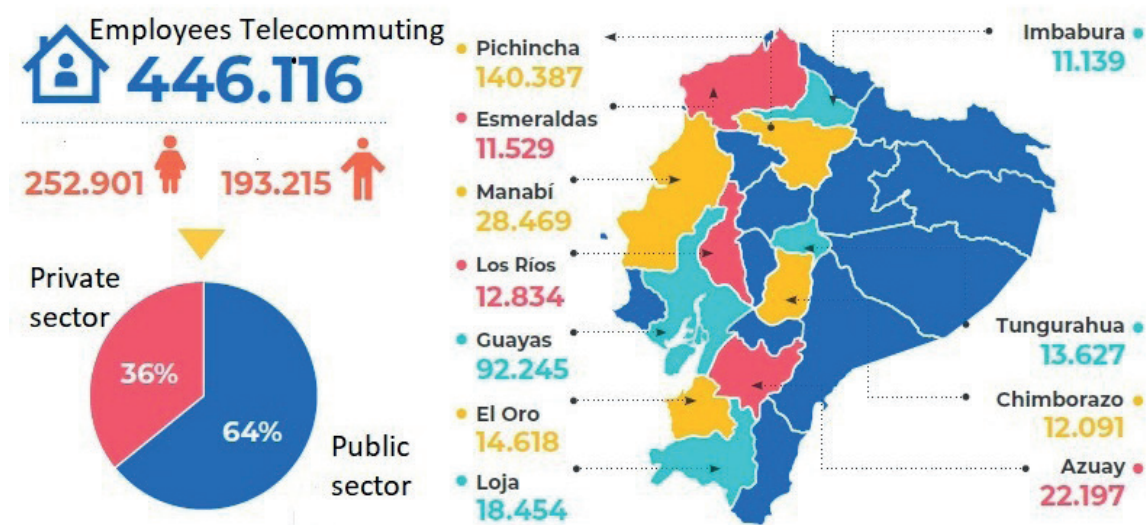 Employees Telecommuting
446.116
252.901
193.215
Private
sector
36%
64%
Public
sector
Pichincha
140.387
Esmeraldas
11.529
Manabí
28.469
Los Ríos
12.834
Guayas
92.245
El Oro
14.618
Loja
18.454
Imbabura
11.139
Tungurahua
13.627
Chimborazo
12.091
Azuay
22.197